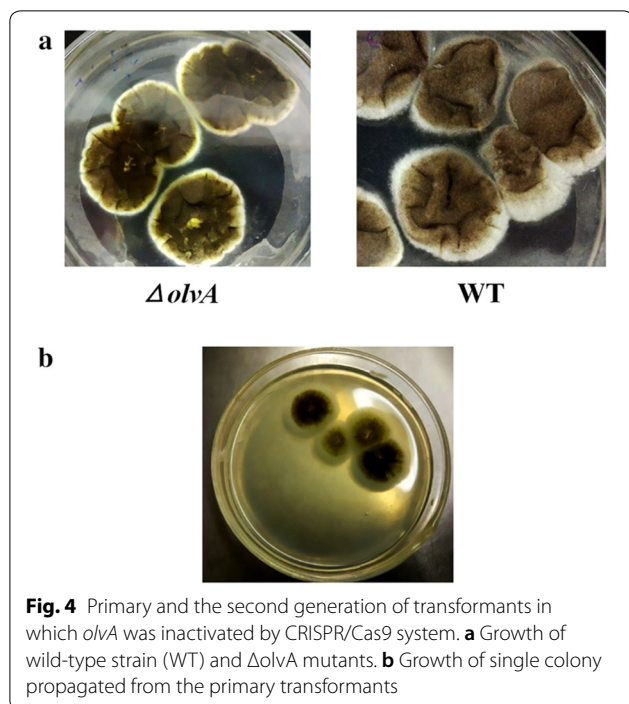 a
△olvA
WT
b
Fig. 4 Primary and the second generation of transformants in
which olvA was inactivated by CRISPR/Cas9 system. a Growth of
wild-type strain (WT) and ΔolvA mutants. b Growth of single colony
propagated from the primary transformants